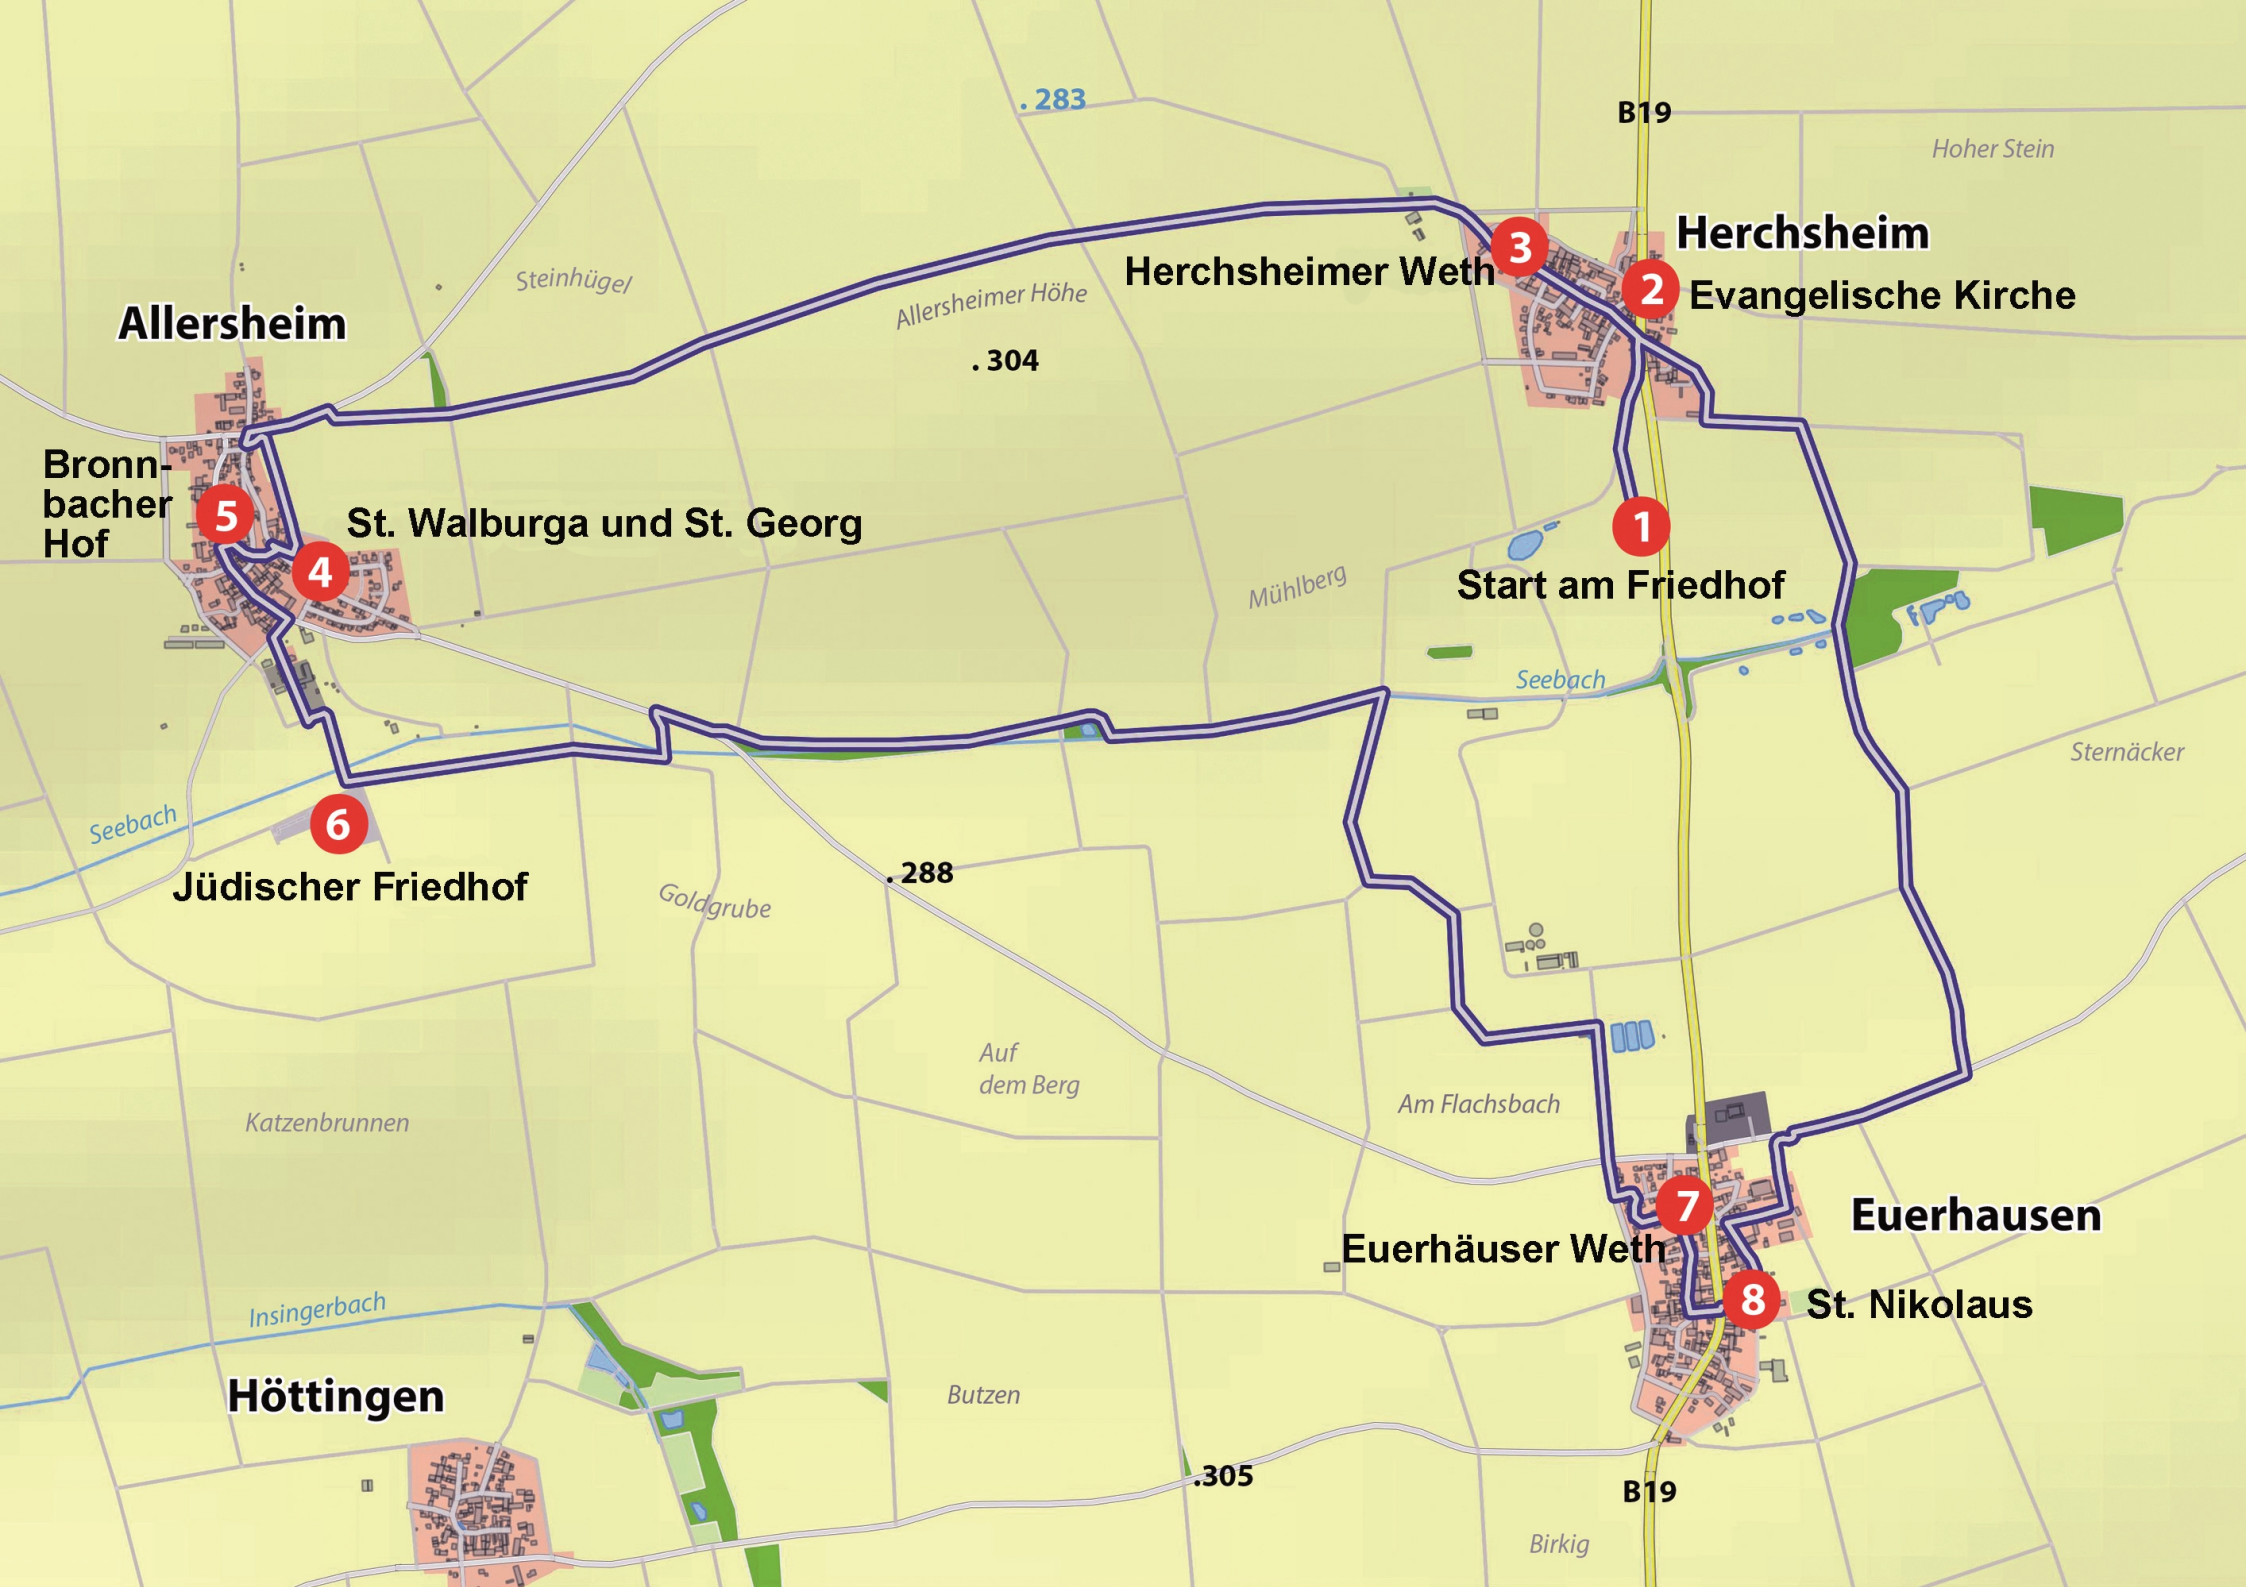 . 283
B19
Hoher Stein
Herchsheim
3
Herchsheimer Weth
2
Evangelische Kirche
Steinhügel
Allersheimer Höhe
Allersheim
. 304
Bronn-
bacher
Hof
5
St. Walburga und St. Georg
4
1
Start am Friedhof
Mühlberg
Seebach
Sternäcker
Seebach
6
Jüdischer Friedhof
. 288
Goldgrube
Auf
dem Berg
Am Flachsbach
Katzenbrunnen
7
Euerhausen
Euerhäuser Weth
8
St. Nikolaus
Insingerbach
Höttingen
Butzen
.305
B19
Birkig